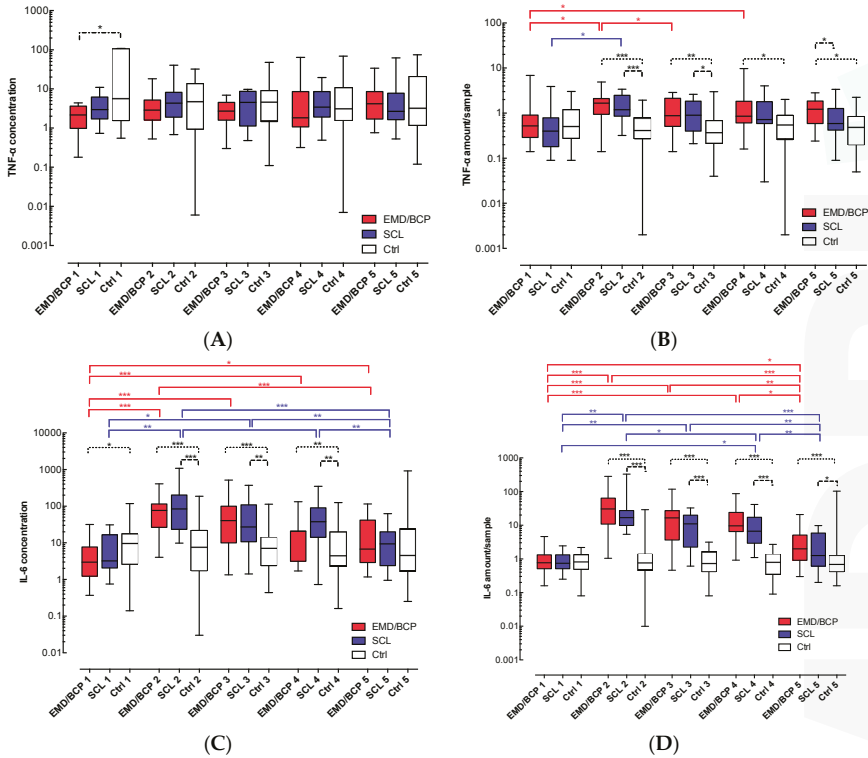 TNF-α concentration
1000
100
10
1
0.1
0.01
0.001
*
EMD/BCP
SCL
Ctrl
EMD/BCP 1
SCL 1
Ctrl 1
EMD/BCP 2
SCL 2
Ctrl 2
EMD/BCP 3
SCL 3
Ctrl 3
EMD/BCP 4
SCL 4
Ctrl 4
EMD/BCP 5
SCL 5
Ctrl 5
(A)
TNF-α amount/sample
100
10
1
0.1
0.01
0.001
*
* *
*
*** ** * *
*** * *
EMD/BCP
SCL
Ctrl
EMD/BCP 1
SCL 1
Ctrl 1
EMD/BCP 2
SCL 2
Ctrl 2
EMD/BCP 3
SCL 3
Ctrl 3
EMD/BCP 4
SCL 4
Ctrl 4
EMD/BCP 5
SCL 5
Ctrl 5
(B)
IL-6 concentration
10000
1000
100
10
1
0.1
0.01
*
***
***
***
***
***
* **
** ** **
* *** *** **
*** ** **
EMD/BCP
SCL
Ctrl
EMD/BCP 1
SCL 1
Ctrl 1
EMD/BCP 2
SCL 2
Ctrl 2
EMD/BCP 3
SCL 3
Ctrl 3
EMD/BCP 4
SCL 4
Ctrl 4
EMD/BCP 5
SCL 5
Ctrl 5
(C)
IL-6 amount/sample
1000
100
10
1
0.1
0.01
0.001
*
*** ***
*** **
*** *
** ***
** **
* **
*
*** *** *** ***
*** *** *** *
EMD/BCP
SCL
Ctrl
EMD/BCP 1
SCL 1
Ctrl 1
EMD/BCP 2
SCL 2
Ctrl 2
EMD/BCP 3
SCL 3
Ctrl 3
EMD/BCP 4
SCL 4
Ctrl 4
EMD/BCP 5
SCL 5
Ctrl 5
(D)